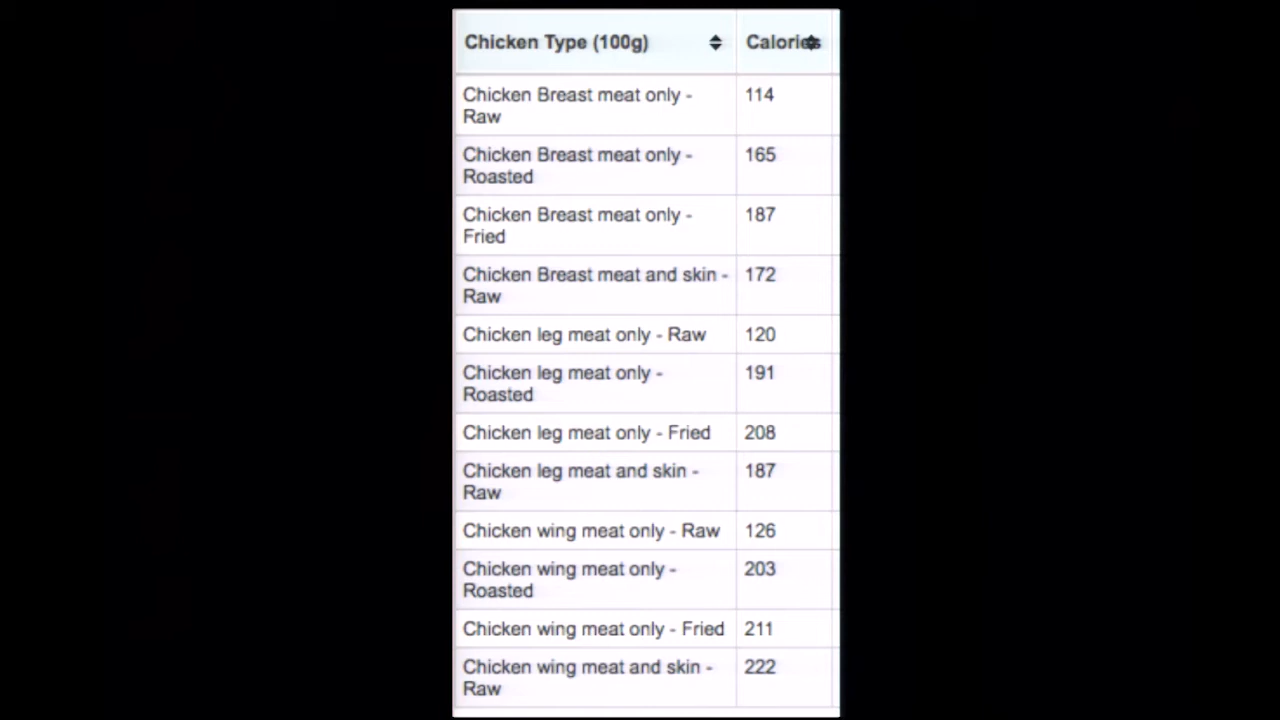 Chicken Type (100g) Calories
Chicken Breast meat only - 114
Raw
Chicken Breast meat only - 165
Roasted
Chicken Breast meat only - 187
Fried
Chicken Breast meat and skin - 172
Raw
Chicken leg meat only - Raw 120
Chicken leg meat only - 191
Roasted
Chicken leg meat only - Fried 208
Chicken leg meat and skin - 187
Raw
Chicken wing meat only - Raw 126
Chicken wing meat only - 203
Roasted
Chicken wing meat only - Fried 211
Chicken wing meat and skin - 222
Raw